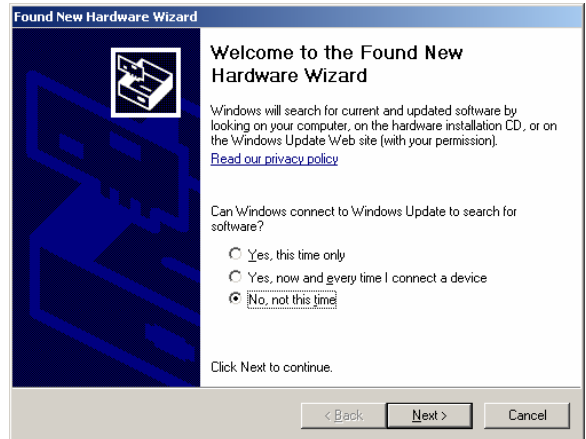 Found New Hardware Wizard
Welcome to the Found New
Hardware Wizard
Windows will search for current and updated software by
looking on your computer, on the hardware installation CD, or on
the Windows Update Web site (with your permission).
Read our privacy policy
Can Windows connect to Windows Update to search for
software?
Yes, this time only
Yes, now and every time I connect a device
No, not this time
Click Next to continue.
< Back
Next >
Cancel